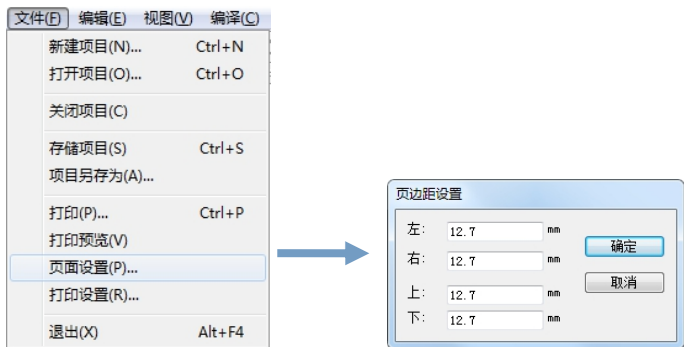 文件(F) 编辑(E) 视图(V) 编译(C)
新建项目(N)... Ctrl+N
打开项目(O)... Ctrl+O
关闭项目(C)
存储项目(S) Ctrl+S
项目另存为(A)...
打印(P)... Ctrl+P
打印预览(V)
页面设置(P)...
打印设置(R)...
退出(X) Alt+F4
页边距设置
左: 12.7 mm
右: 12.7 mm
上: 12.7 mm
下: 12.7 mm
确定
取消